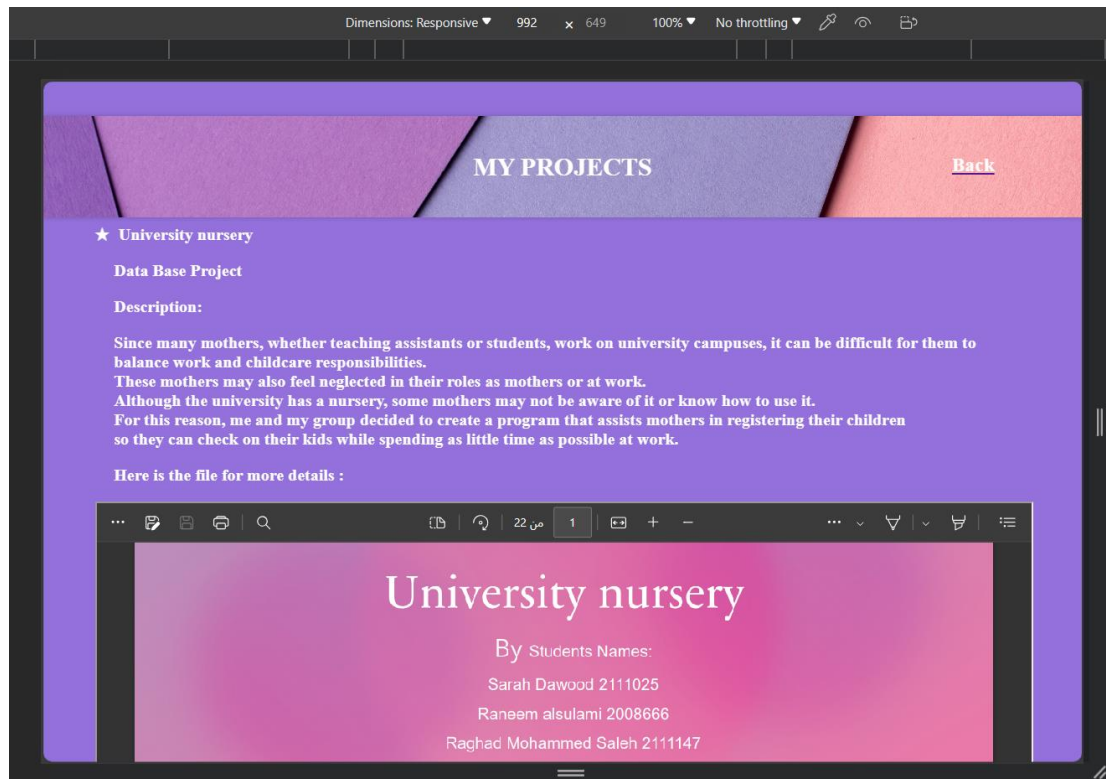 Dimensions: Responsive ▼ 992 x 649 100% ▼ No throttling ▼
MY PROJECTS
Back
★ University nursery
Data Base Project
Description:
Since many mothers, whether teaching assistants or students, work on university campuses, it can be difficult for them to
balance work and childcare responsibilities.
These mothers may also feel neglected in their roles as mothers or at work.
Although the university has a nursery, some mothers may not be aware of it or know how to use it.
For this reason, me and my group decided to create a program that assists mothers in registering their children
so they can check on their kids while spending as little time as possible at work.
Here is the file for more details :
1 من 22
University nursery
By Students Names:
Sarah Dawood 2111025
Raneem alsulami 2008666
Raghad Mohammed Saleh 2111147